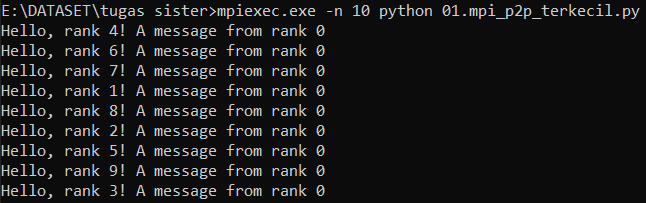 E:\DATASET\tugas sister>mpiexec.exe -n 10 python 01.mpi_p2p_terkecil.py
Hello, rank 4! A message from rank 0
Hello, rank 6! A message from rank 0
Hello, rank 7! A message from rank 0
Hello, rank 1! A message from rank 0
Hello, rank 8! A message from rank 0
Hello, rank 2! A message from rank 0
Hello, rank 5! A message from rank 0
Hello, rank 9! A message from rank 0
Hello, rank 3! A message from rank 0